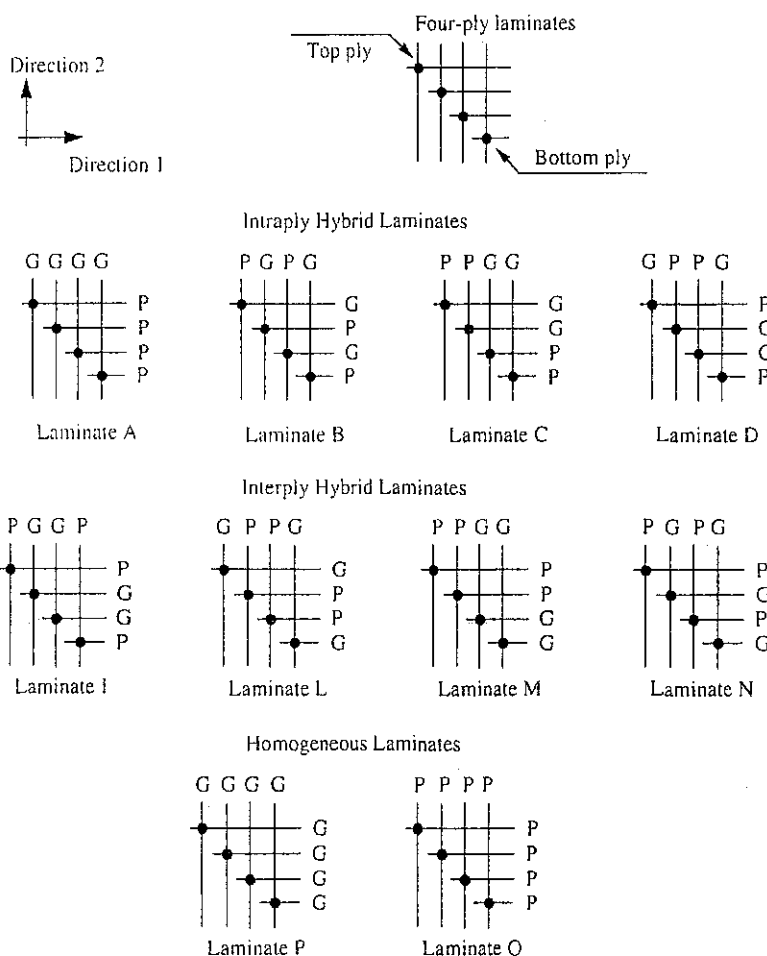 Four-ply laminates
Top ply
Direction 2
Direction 1
Bottom ply
Intraply Hybrid Laminates
G G G G
P
P
P
P
Laminate A
P G P G
G
P
G
P
Laminate B
P P G G
G
G
P
P
Laminate C
G P P G
P
G
G
P
Laminate D
Interply Hybrid Laminates
P G G P
P
G
G
P
Laminate I
G P P G
G
P
P
G
Laminate L
P P G G
P
P
G
G
Laminate M
P G P G
P
G
P
G
Laminate N
Homogeneous Laminates
G G G G
G
G
G
G
Laminate P
P P P P
P
P
P
P
Laminate O